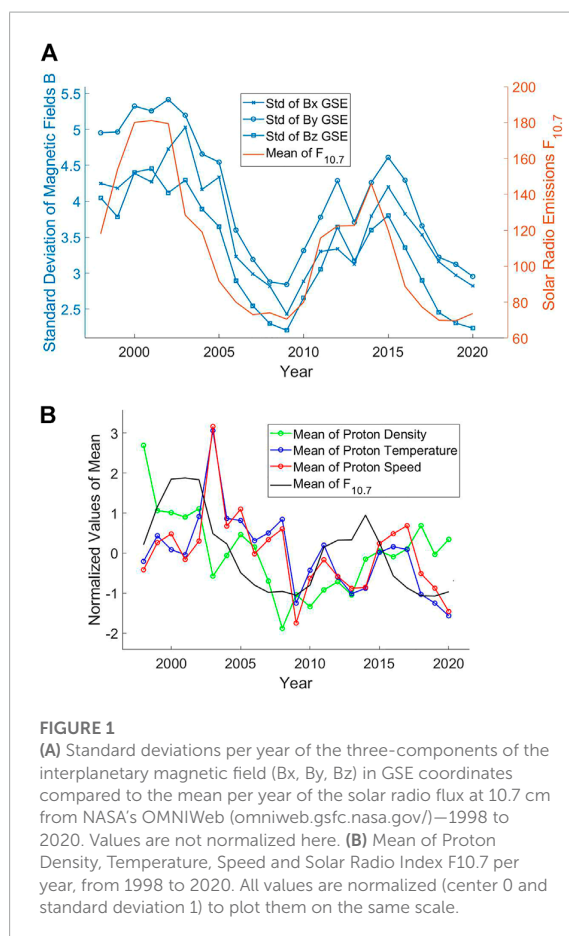 A
Standard Deviation of Magnetic Fields B
5.5
5
4.5
4
3.5
3
2.5
Std of Bx GSE
Std of By GSE
Std of Bz GSE
Mean of F10.7
200
180
160
140
120
100
80
60
Solar Radio Emissions F10.7
2000
2005
2010
2015
2020
Year
B
Normalized Values of Mean
3
2
1
0
-1
-2
Mean of Proton Density
Mean of Proton Temperature
Mean of Proton Speed
Mean of F10.7
2000
2005
2010
2015
2020
Year
FIGURE 1
(A) Standard deviations per year of the three-components of the
interplanetary magnetic field (Bx, By, Bz) in GSE coordinates
compared to the mean per year of the solar radio flux at 10.7 cm
from NASA's OMNIWeb (omniweb.gsfc.nasa.gov/)—1998 to
2020. Values are not normalized here. (B) Mean of Proton
Density, Temperature, Speed and Solar Radio Index F10.7 per
year, from 1998 to 2020. All values are normalized (center 0 and
standard deviation 1) to plot them on the same scale.